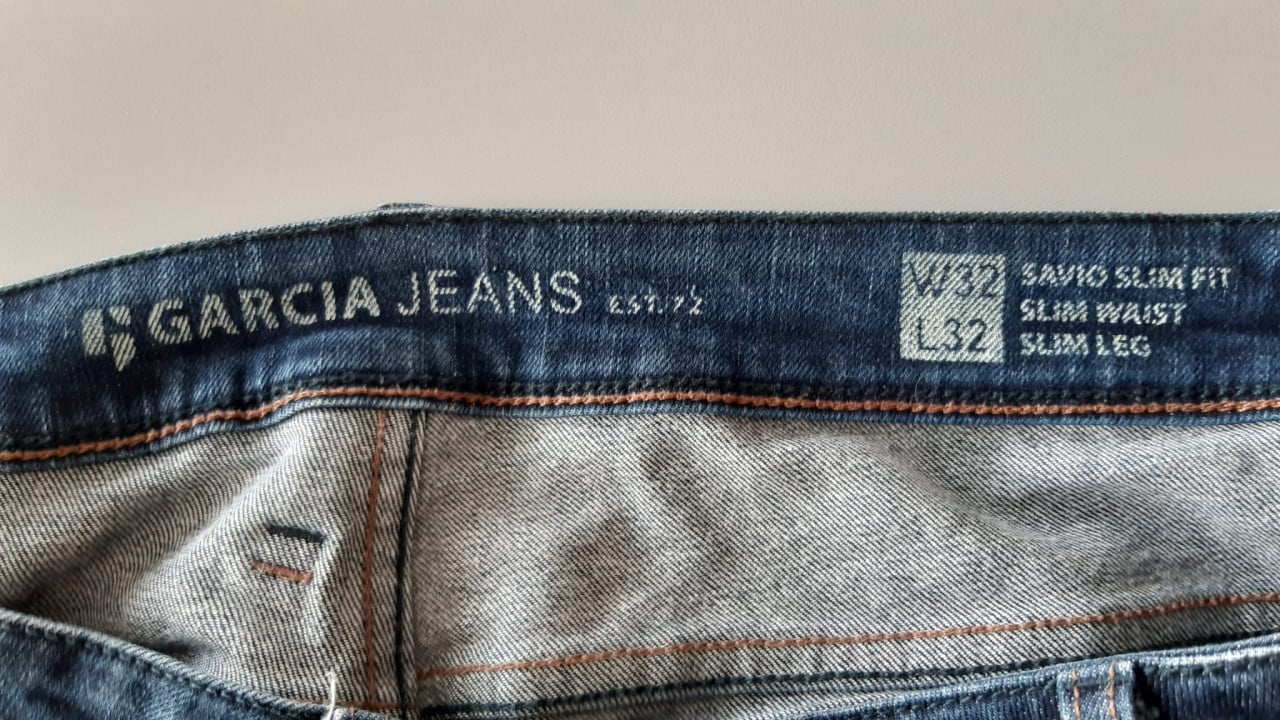 GARCIA JEANS EST. 72
W32
L32
SAVIO SLIM FIT
SLIM WAIST
SLIM LEG